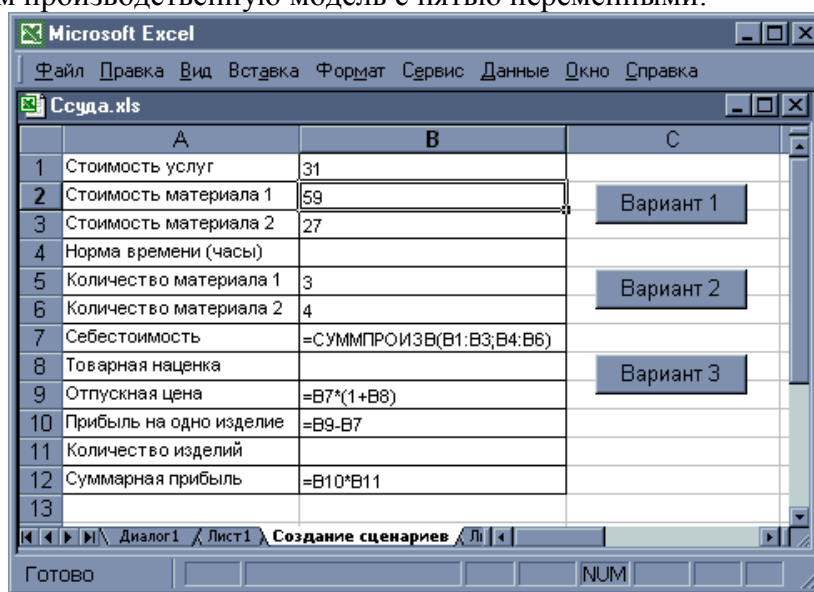 м производственную модель с пятью переменными:
Microsoft Excel
Файл Правка Вид Вставка Формат Сервис Данные Окно Справка
Ссуда.xls
A B C
1 Стоимость услуг 31
2 Стоимость материала 1 59 Вариант 1
3 Стоимость материала 2 27
4 Норма времени (часы)
5 Количество материала 1 3 Вариант 2
6 Количество материала 2 4
7 Себестоимость =СУММПРОИЗВ(B1:B3;B4:B6)
8 Товарная наценка Вариант 3
9 Отпускная цена =B7*(1+B8)
10 Прибыль на одно изделие =B9-B7
11 Количество изделий
12 Суммарная прибыль =B10*B11
13
Диалог1 Лист1 Создание сценариев
Готово NUM